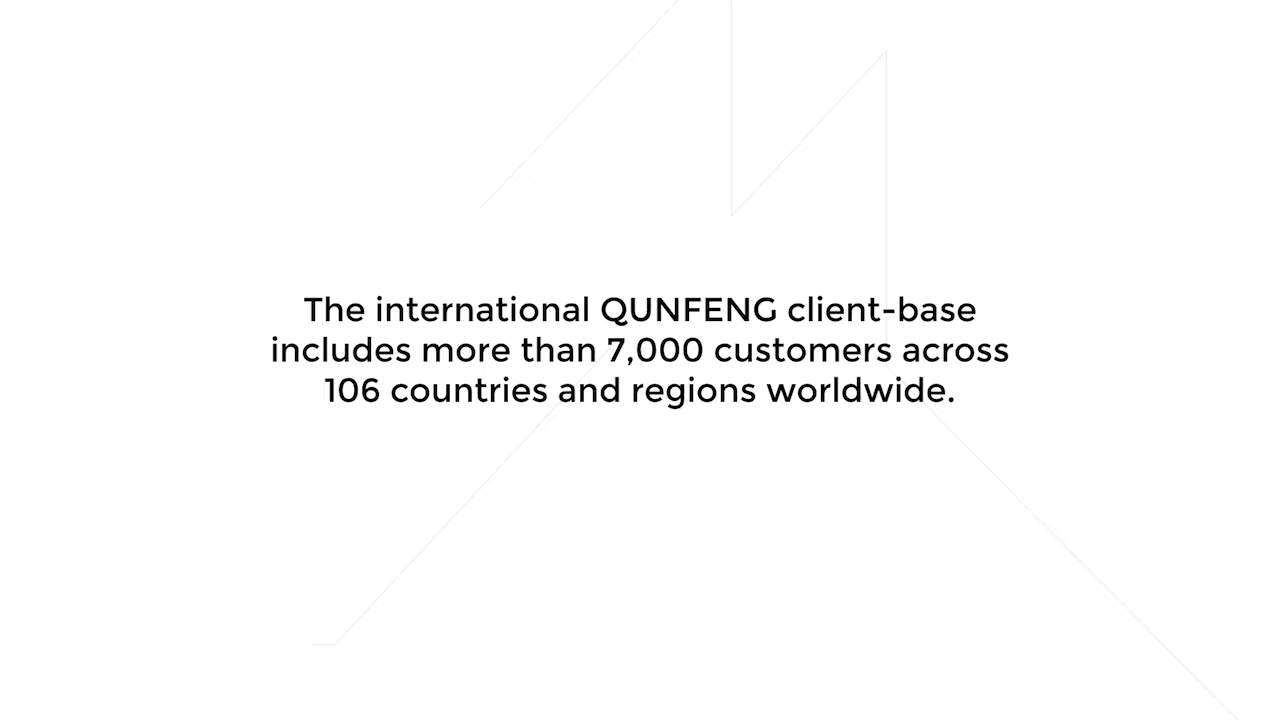 The international QUNFENG client-base
includes more than 7,000 customers across
106 countries and regions worldwide.